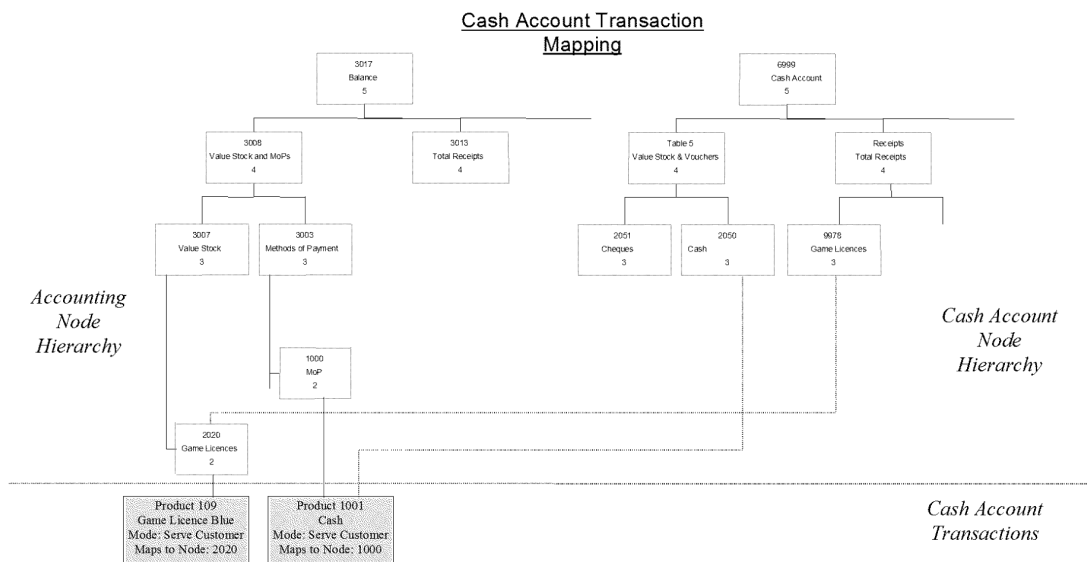 Cash Account Transaction
Mapping
3017
Balance
5
6999
Cash Account
5
3008
Value Stock and MoPs
4
3013
Total Receipts
4
Table 5
Value Stock & Vouchers
4
Receipts
Total Receipts
4
3007
Value Stock
3
3003
Methods of Payment
3
2051
Cheques
3
2050
Cash
3
9978
Game Licences
3
Accounting
Node
Hierarchy
Cash Account
Node
Hierarchy
1000
MoP
2
2020
Game Licences
2
Product 109
Game Licence Blue
Mode: Serve Customer
Maps to Node: 2020
Product 1001
Cash
Mode: Serve Customer
Maps to Node: 1000
Cash Account
Transactions